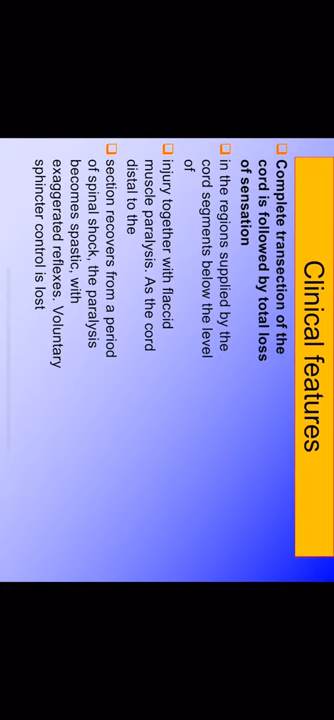 Clinical features
Complete transection of the
cord is followed by total loss
of sensation
in the regions supplied by the
cord segments below the level
of
injury together with flaccid
muscle paralysis. As the cord
distal to the
section recovers from a period
of spinal shock, the paralysis
becomes spastic, with
exaggerated reflexes. Voluntary
sphincter control is lost